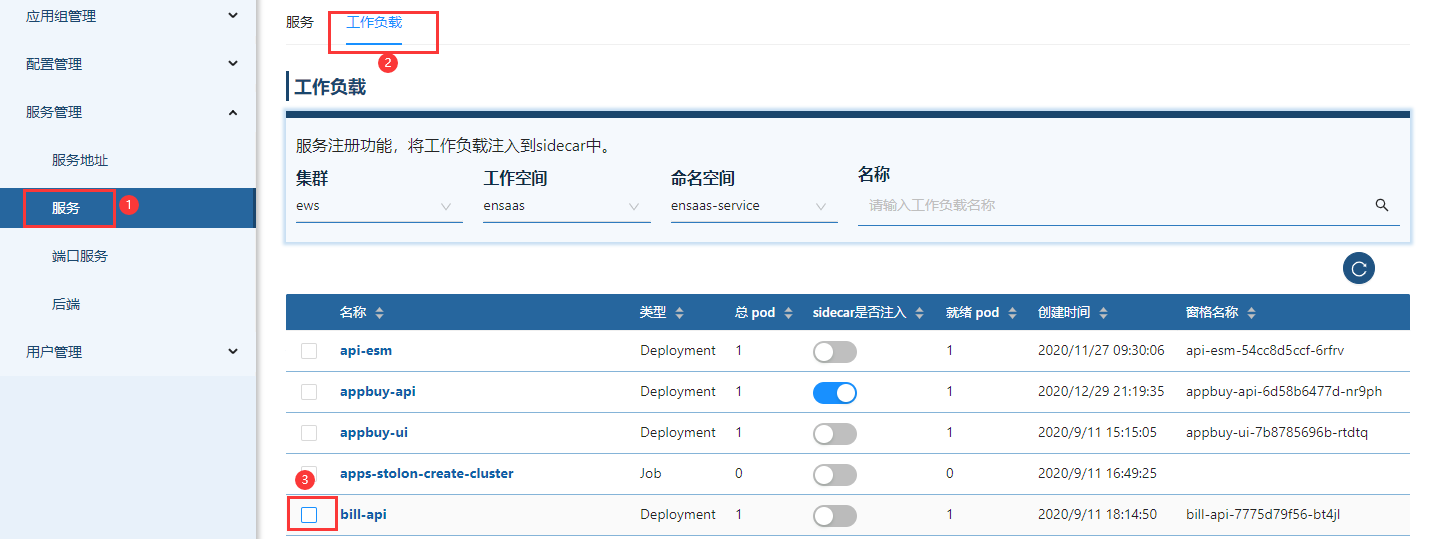 应用组管理
配置管理
服务管理
服务地址
服务
1
端口服务
后端
用户管理
服务 工作负载
2
工作负载
服务注册功能，将工作负载注入到sidecar中。
集群 工作空间 命名空间 名称
ews ensaas ensaas-service 请输入工作负载名称
名称 类型 总 pod sidecar是否注入 就绪 pod 创建时间 窗格名称
api-esm Deployment 1 1 2020/11/27 09:30:06 api-esm-54cc8d5ccf-6rfrv
appbuy-api Deployment 1 1 2020/12/29 21:19:35 appbuy-api-6d58b6477d-nr9ph
appbuy-ui Deployment 1 1 2020/9/11 15:15:05 appbuy-ui-7b8785696b-rtdtq
apps-stolon-create-cluster Job 0 0 2020/9/11 16:49:25
3
bill-api Deployment 1 1 2020/9/11 18:14:50 bill-api-7775d79f56-bt4jl